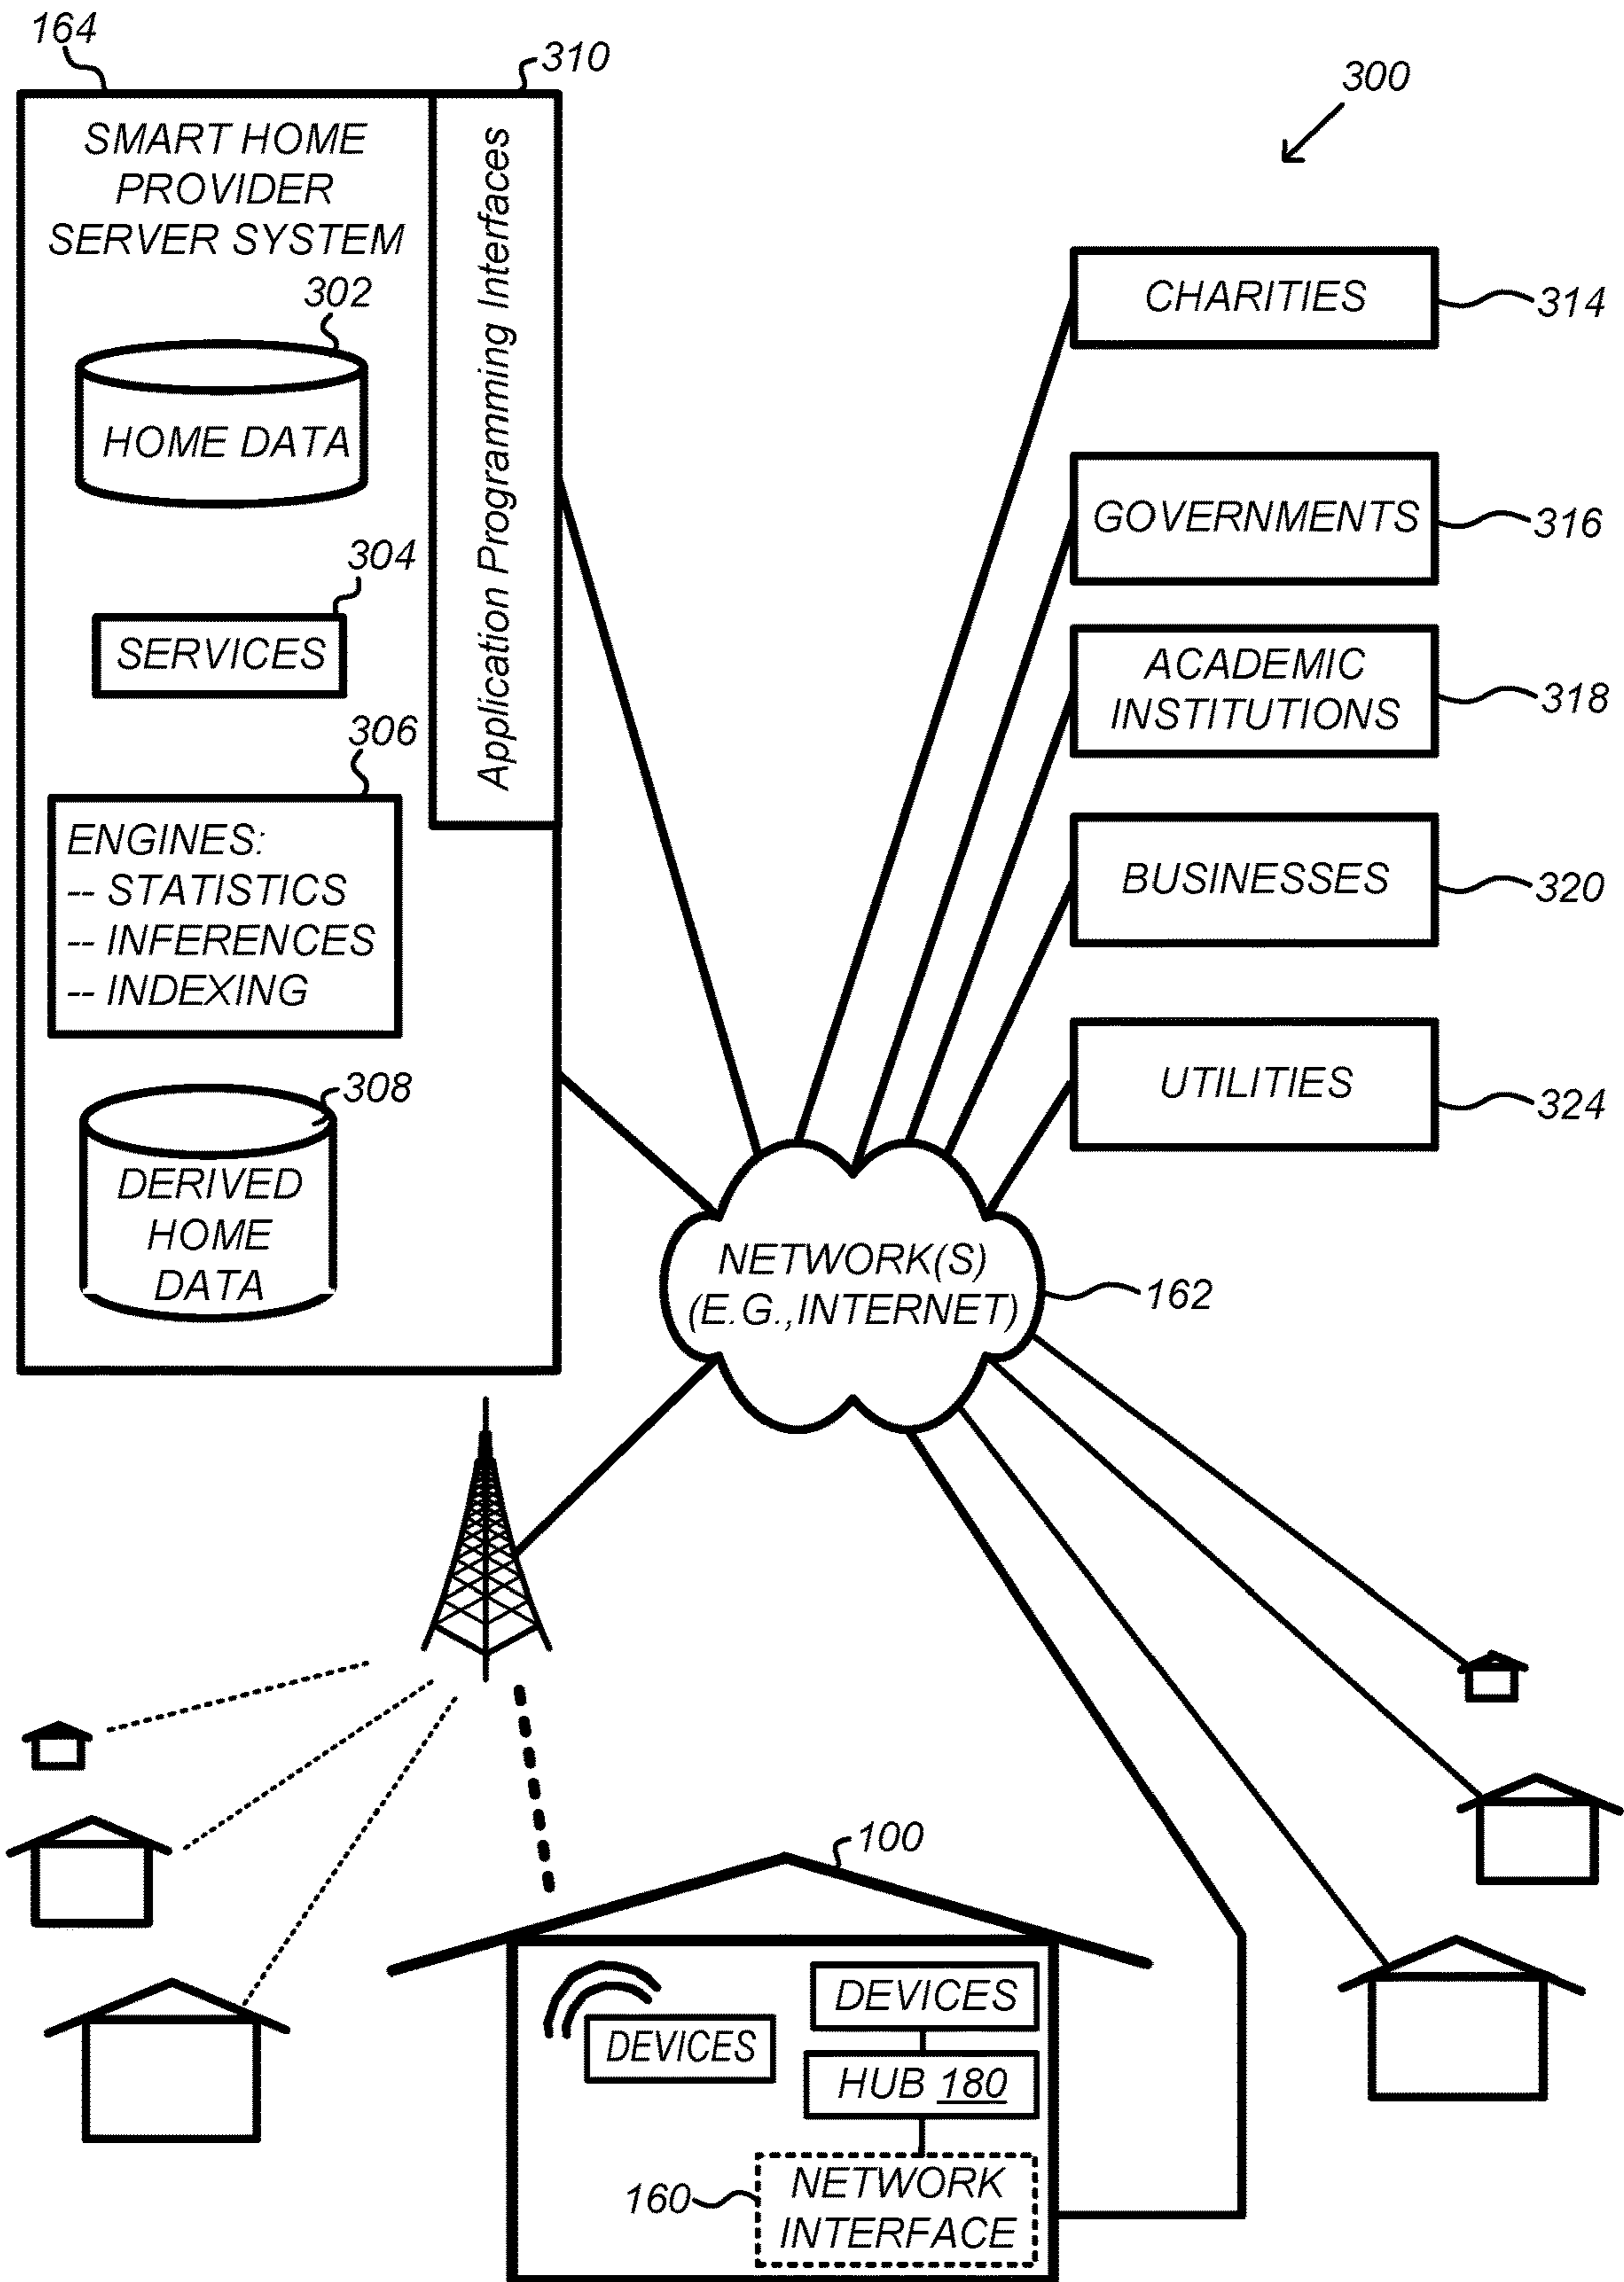 164
310
300
SMART HOME
PROVIDER
SERVER SYSTEM
Application Programming Interfaces
302
HOME DATA
304
SERVICES
306
ENGINES:
-- STATISTICS
-- INFERENCES
-- INDEXING
308
DERIVED
HOME
DATA
CHARITIES
314
GOVERNMENTS
316
ACADEMIC
INSTITUTIONS
318
BUSINESSES
320
UTILITIES
324
NETWORK(S)
(E.G.,INTERNET)
162
100
DEVICES
DEVICES
HUB 180
160
NETWORK
INTERFACE